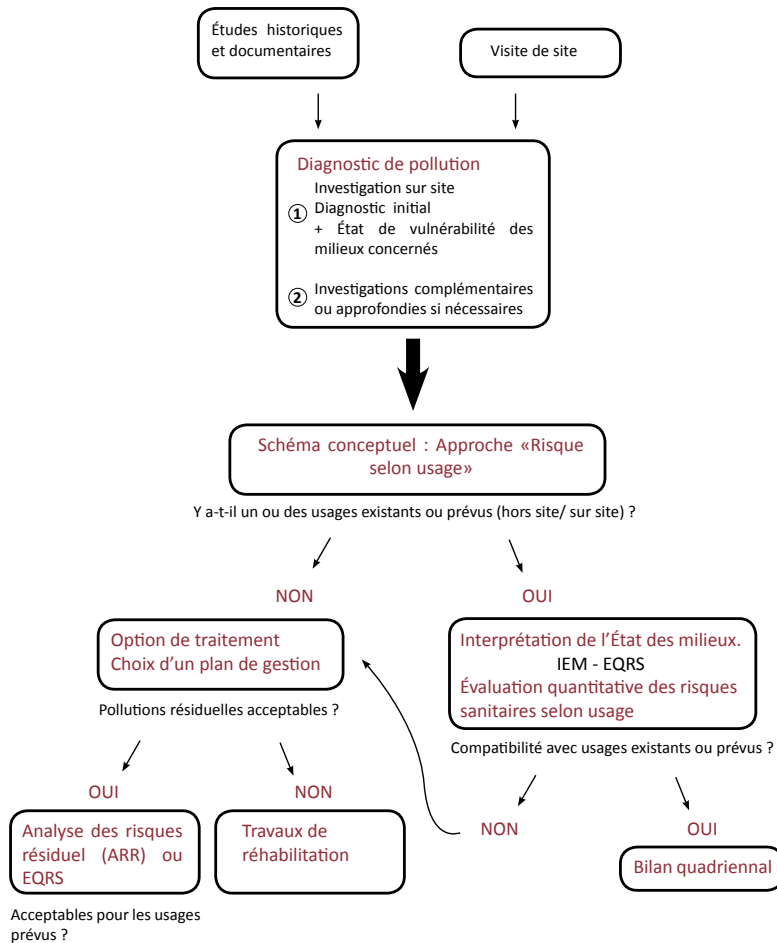 Études historiques
et documentaires
Visite de site
Diagnostic de pollution
Investigation sur site
① Diagnostic initial
+ État de vulnérabilité des
milieux concernés
② Investigations complémentaires
ou approfondies si nécessaires
Schéma conceptuel : Approche «Risque
selon usage»
Y a-t-il un ou des usages existants ou prévus (hors site/ sur site) ?
NON
OUI
Option de traitement
Choix d’un plan de gestion
Interprétation de l’État des milieux.
IEM - EQRS
Évaluation quantitative des risques
sanitaires selon usage
Pollutions résiduelles acceptables ?
Compatibilité avec usages existants ou prévus ?
OUI
NON
NON
OUI
Analyse des risques
résiduel (ARR) ou
EQRS
Travaux de
réhabilitation
Bilan quadriennal
Acceptables pour les usages
prévus ?